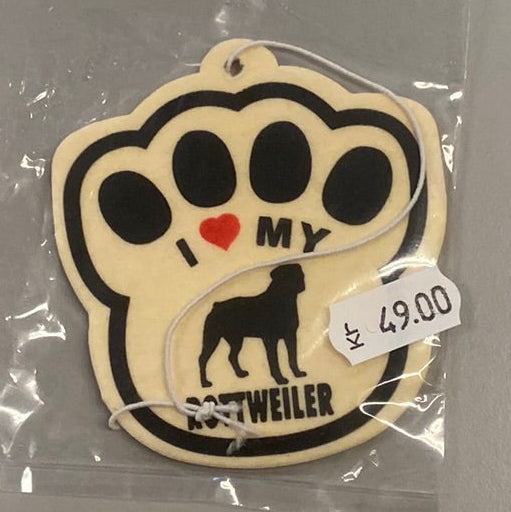 I ❤ MY
ROTTWEILER
kr 49.00